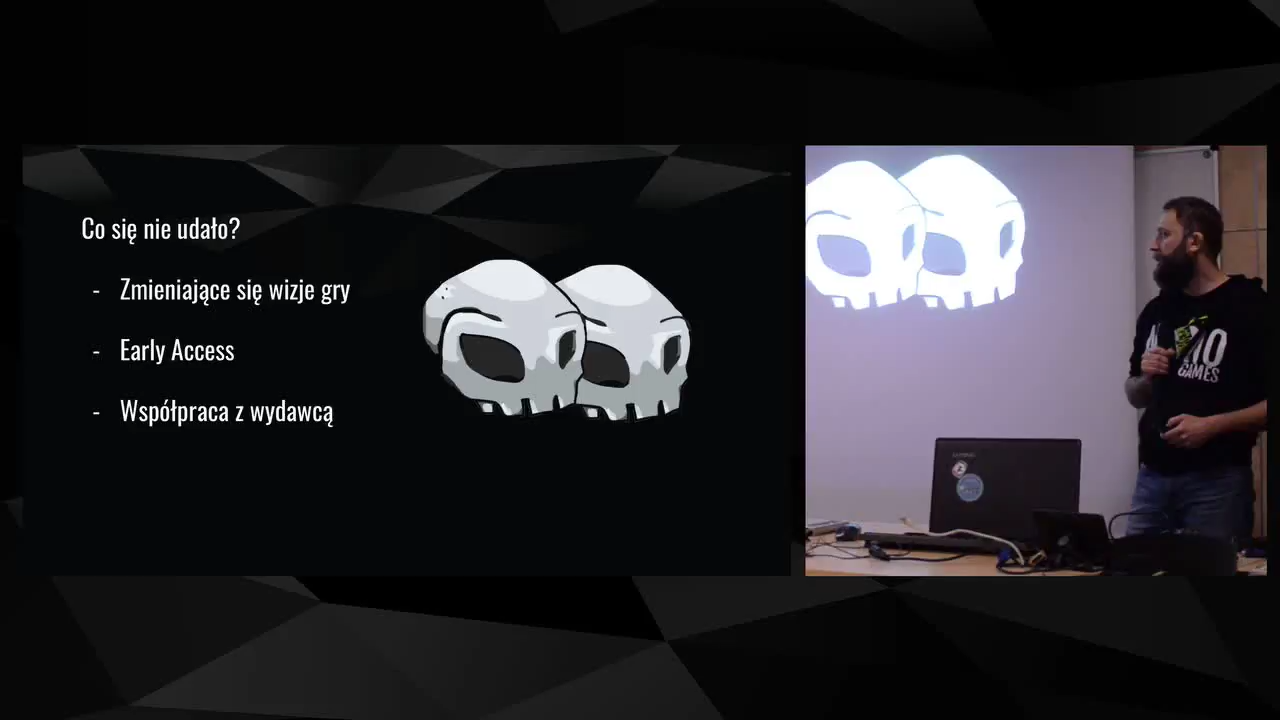 Co się nie udało?
- Zmieniające się wizje gry
- Early Access
- Współpraca z wydawcą
GAMES